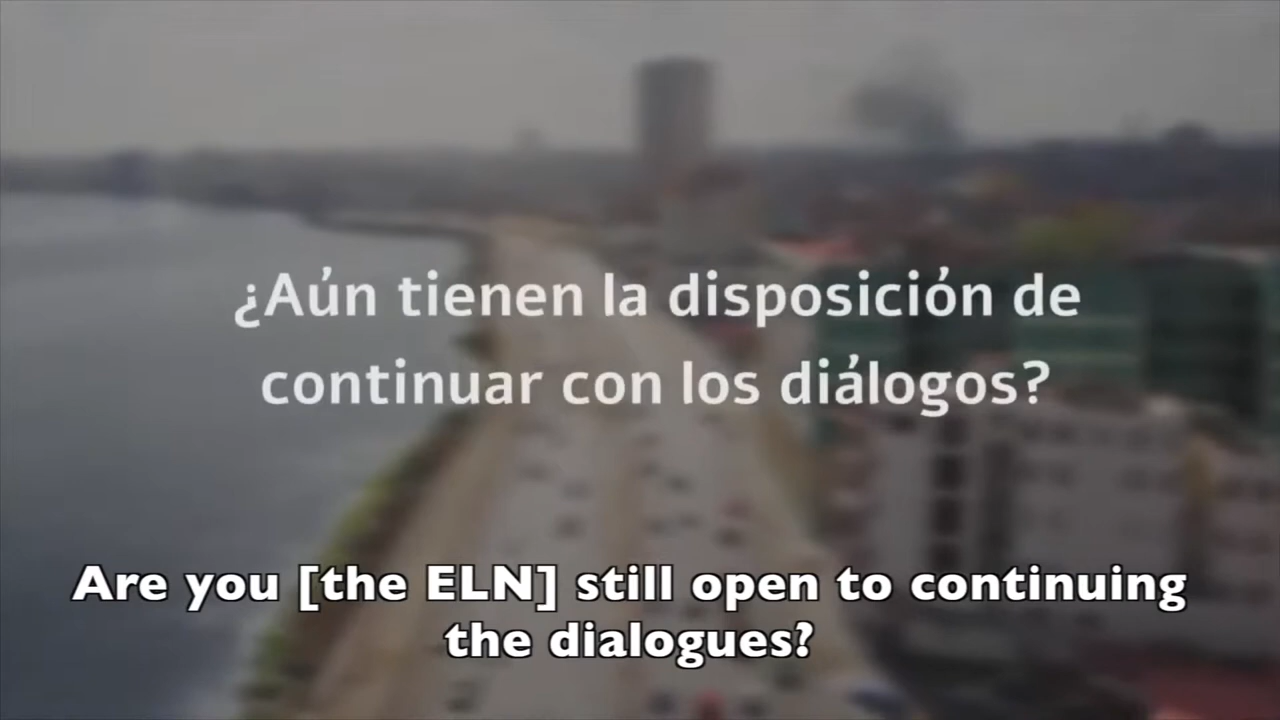 ¿Aún tienen la disposición de
continuar con los diálogos?
Are you [the ELN] still open to continuing
the dialogues?